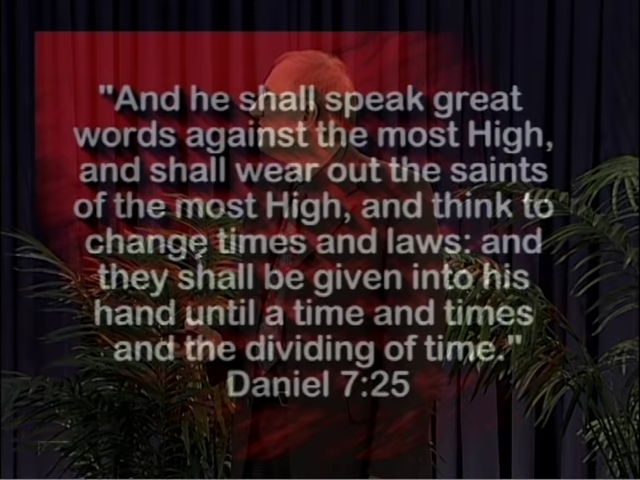 "And he shall speak great
words against the most High,
and shall wear out the saints
of the most High, and think to
change times and laws: and
they shall be given into his
hand until a time and times
and the dividing of time."
Daniel 7:25